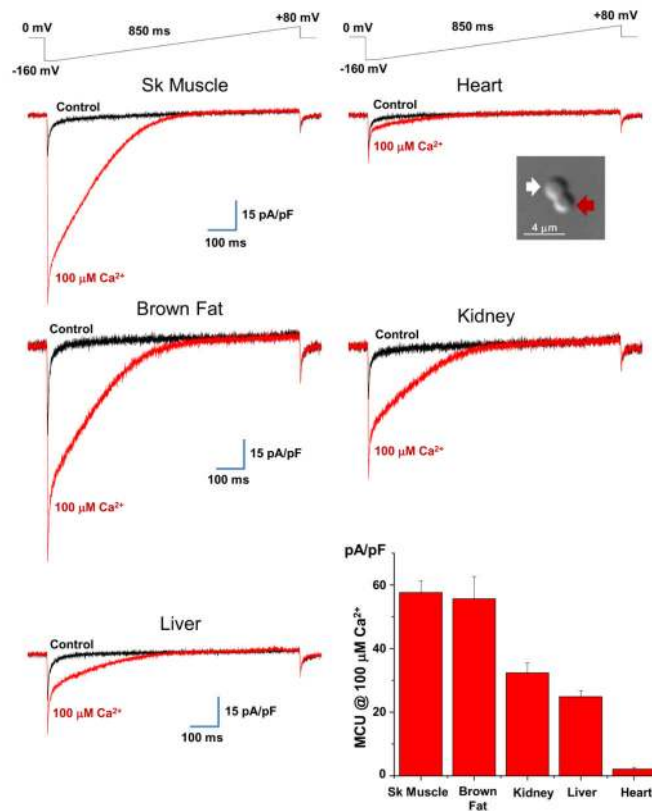 0 mV
850 ms
+80 mV
-160 mV
Sk Muscle
Control
100 µM Ca²⁺
15 pA/pF
100 ms
0 mV
850 ms
+80 mV
-160 mV
Heart
Control
100 µM Ca²⁺
4 µm
Brown Fat
Control
100 µM Ca²⁺
15 pA/pF
100 ms
Kidney
Control
100 µM Ca²⁺
Liver
Control
100 µM Ca²⁺
15 pA/pF
100 ms
pA/pF
MCU @ 100 µM Ca²⁺
60
40
20
0
Sk Muscle Brown Kidney Liver Heart
Fat